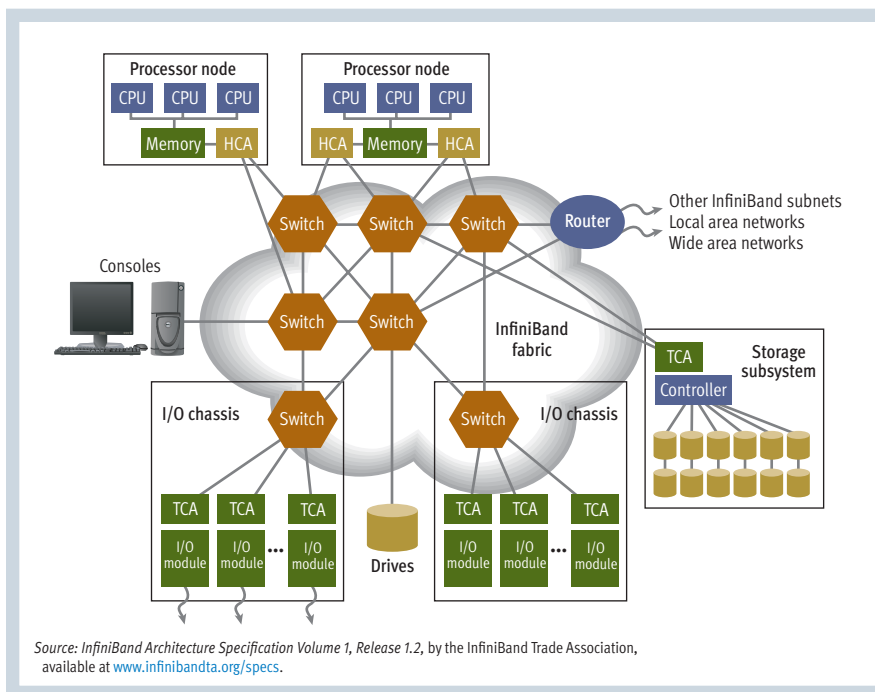 Processor node
CPU CPU CPU
Memory HCA
Processor node
CPU CPU CPU
HCA Memory HCA
Switch Switch Switch Router
Other InfiniBand subnets
Local area networks
Wide area networks
Consoles
Switch Switch
InfiniBand
fabric
TCA
Storage
subsystem
Controller
I/O chassis
Switch
TCA TCA TCA
I/O
module
I/O
module
...
I/O
module
Drives
Switch
I/O chassis
TCA TCA TCA
I/O
module
I/O
module
...
I/O
module
Source: InfiniBand Architecture Specification Volume 1, Release 1.2, by the InfiniBand Trade Association,
available at www.infinibandta.org/specs.